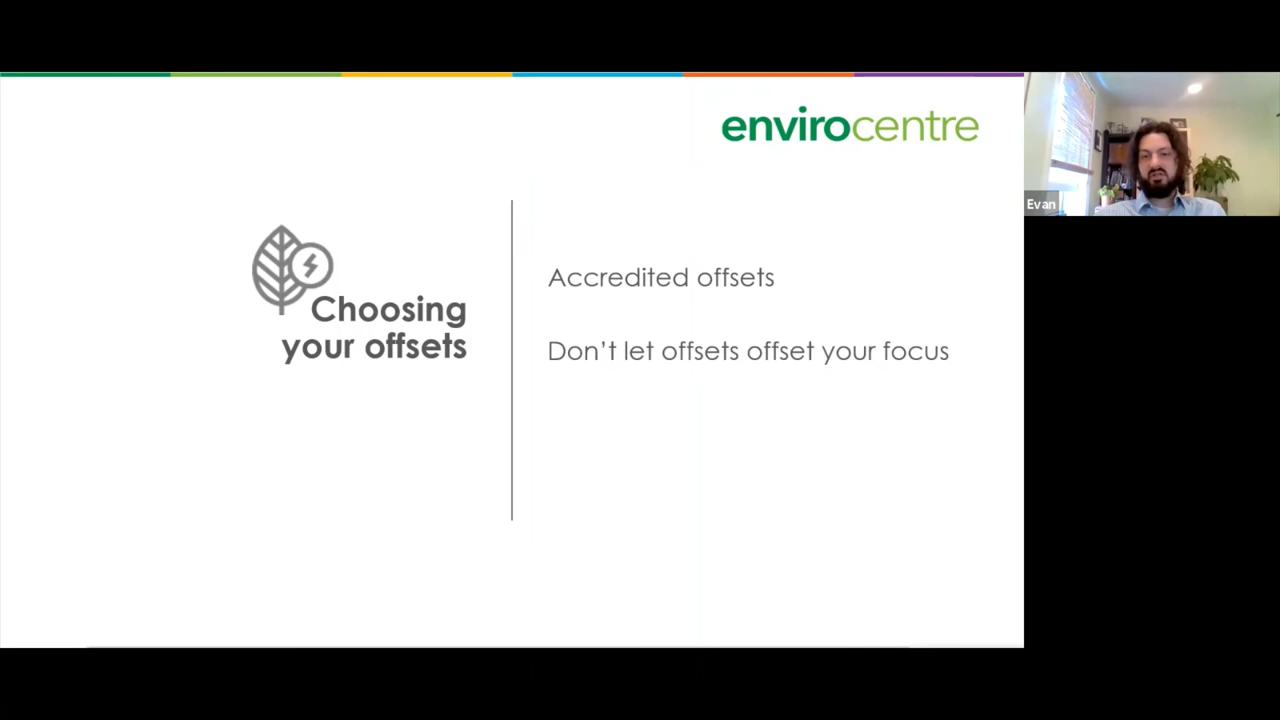 envirocentre
Choosing
your offsets
Accredited offsets
Don’t let offsets offset your focus
Evan